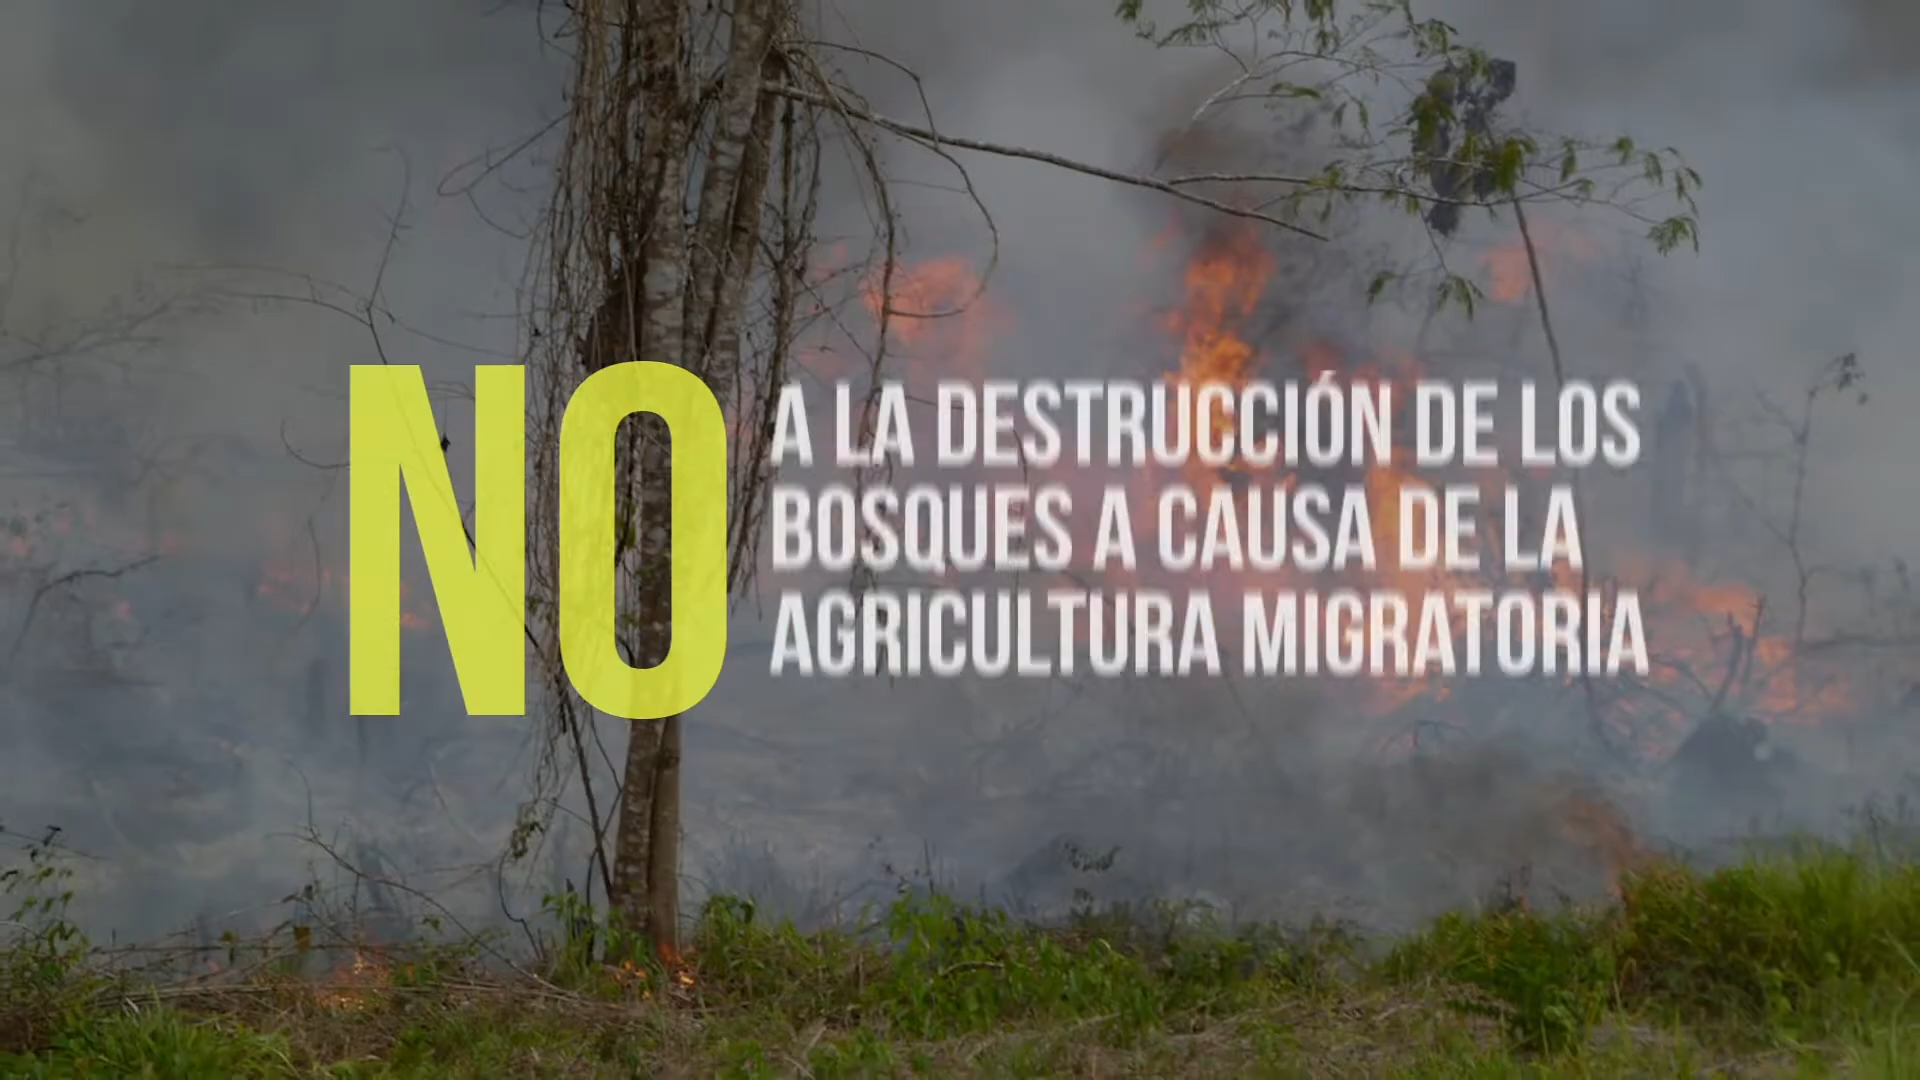 NO
A LA DESTRUCCIÓN DE LOS
BOSQUES A CAUSA DE LA
AGRICULTURA MIGRATORIA